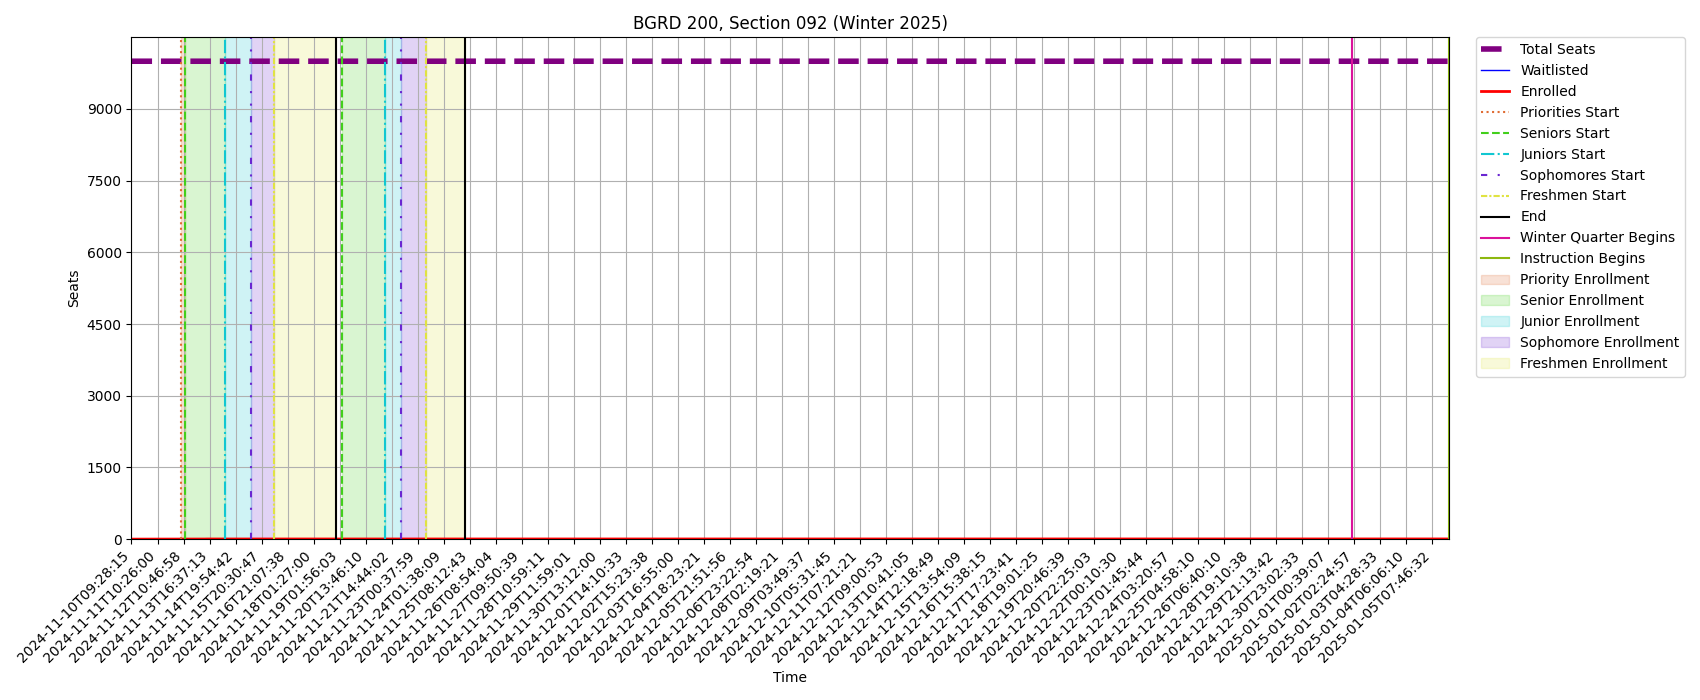 BGRD 200, Section 092 (Winter 2025)
Seats
9000
7500
6000
4500
3000
1500
0
2024-11-10T09:28:15
2024-11-11T10:26:00
2024-11-12T10:46:58
2024-11-13T16:37:13
2024-11-14T19:54:42
2024-11-15T20:30:47
2024-11-16T21:07:38
2024-11-18T01:27:00
2024-11-19T01:56:03
2024-11-20T13:46:10
2024-11-21T14:44:02
2024-11-23T00:37:59
2024-11-24T01:38:09
2024-11-25T08:12:43
2024-11-26T08:54:04
2024-11-27T09:50:39
2024-11-28T10:59:11
2024-11-29T11:59:01
2024-11-30T13:12:00
2024-12-01T14:10:33
2024-12-02T15:23:38
2024-12-03T16:55:00
2024-12-04T18:23:21
2024-12-05T21:51:56
2024-12-06T23:22:54
2024-12-08T02:19:21
2024-12-09T03:49:37
2024-12-10T05:31:45
2024-12-11T07:21:21
2024-12-12T09:00:53
2024-12-13T10:41:05
2024-12-14T12:18:49
2024-12-15T13:54:09
2024-12-16T15:38:15
2024-12-17T17:23:41
2024-12-18T19:01:25
2024-12-19T20:46:39
2024-12-20T22:25:03
2024-12-22T00:10:30
2024-12-23T01:45:44
2024-12-24T03:20:57
2024-12-25T04:58:10
2024-12-26T06:40:10
2024-12-28T19:10:38
2024-12-29T21:13:42
2024-12-30T23:02:33
2025-01-01T00:39:07
2025-01-02T02:24:57
2025-01-03T04:28:33
2025-01-04T06:06:10
2025-01-05T07:46:32
Time
Total Seats
Waitlisted
Enrolled
Priorities Start
Seniors Start
Juniors Start
Sophomores Start
Freshmen Start
End
Winter Quarter Begins
Instruction Begins
Priority Enrollment
Senior Enrollment
Junior Enrollment
Sophomore Enrollment
Freshmen Enrollment